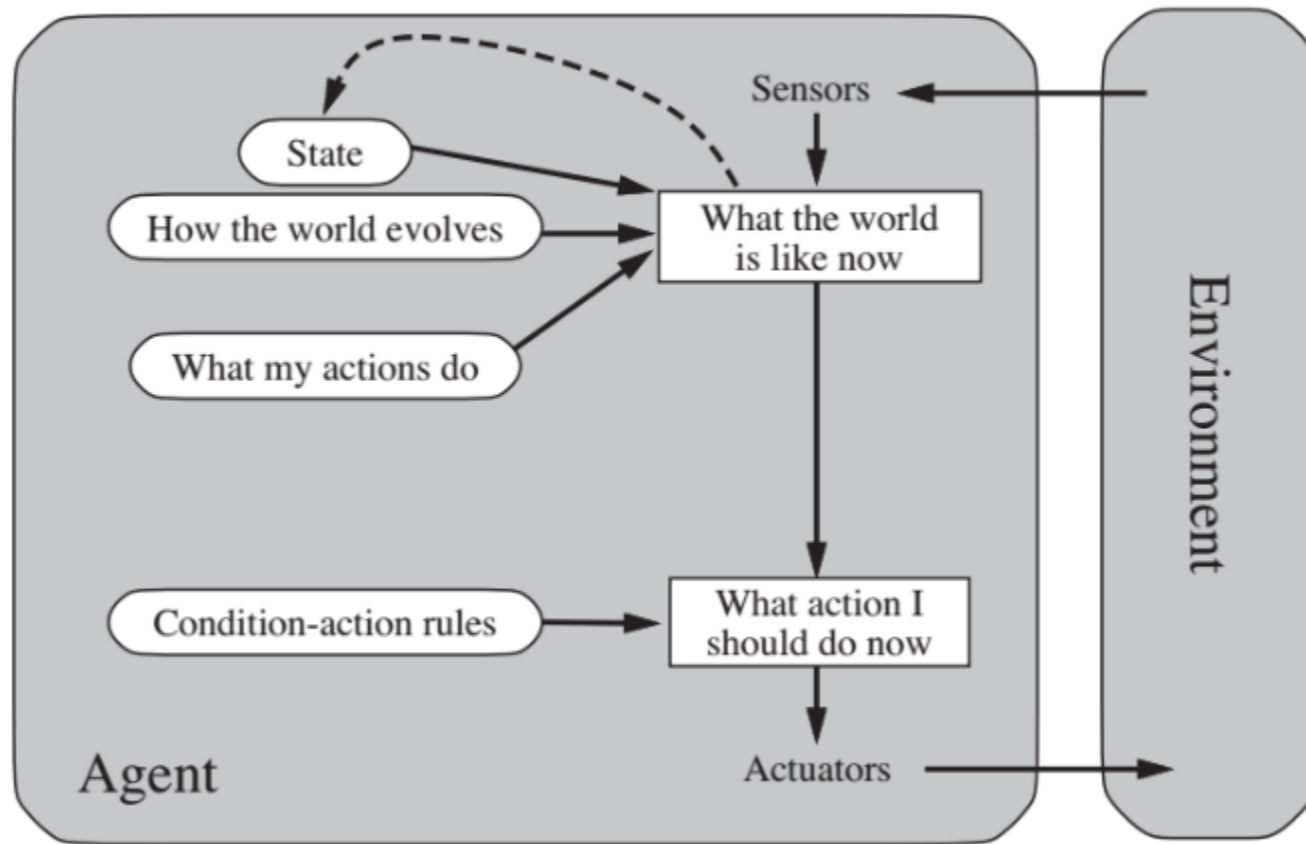 Sensors
State
How the world evolves
What the world
is like now
What my actions do
Condition-action rules
What action I
should do now
Agent
Actuators
Environment